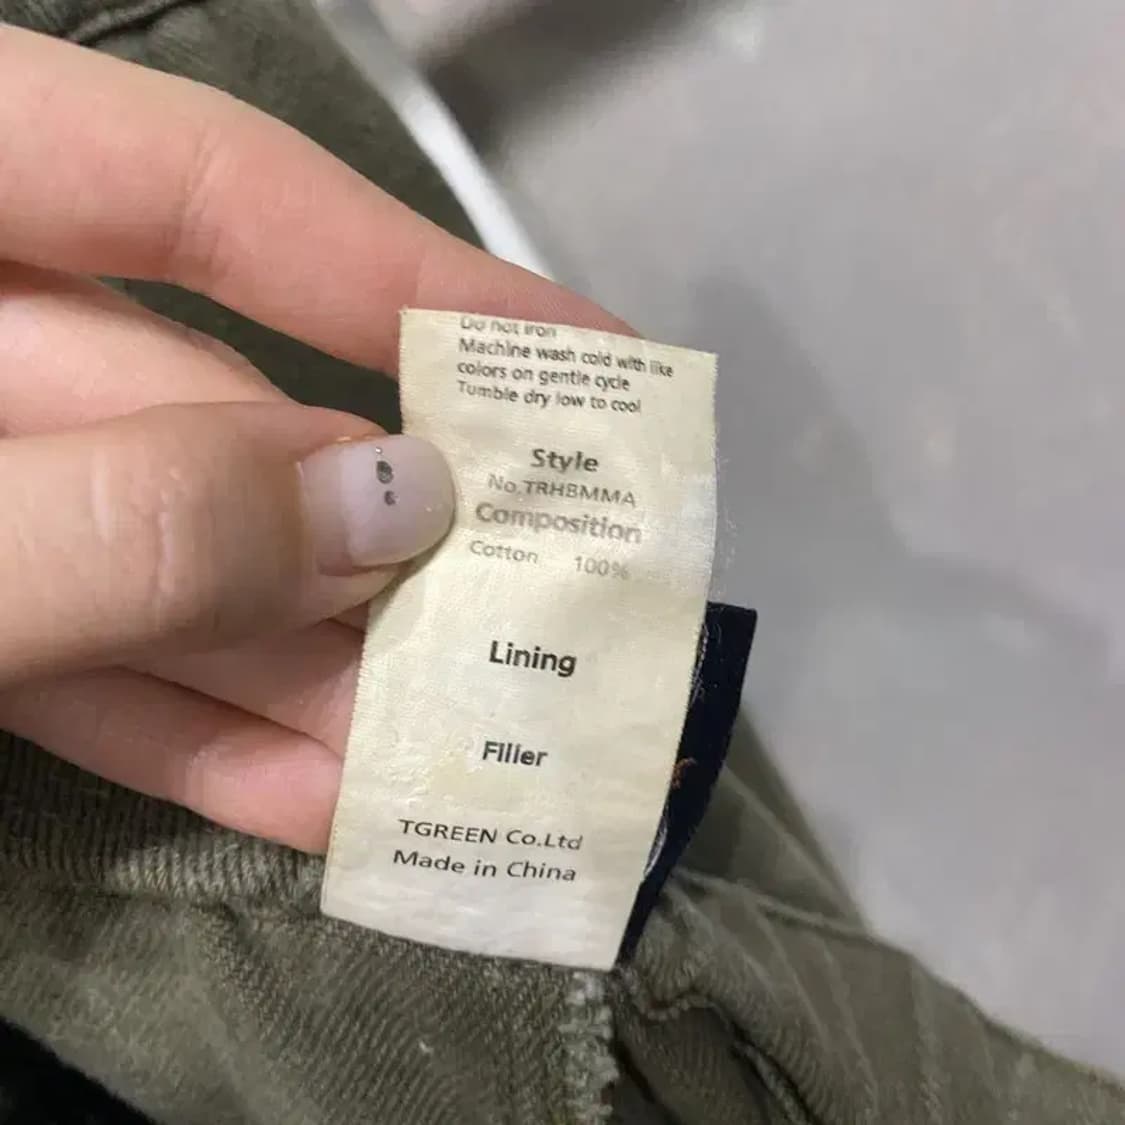 Do not iron
Machine wash cold with like
colors on gentle cycle
Tumble dry low to cool
Style
No,TRHBMMA
Composition
Cotton 100%
Lining
Filler
TGREEN Co.Ltd
Made in China